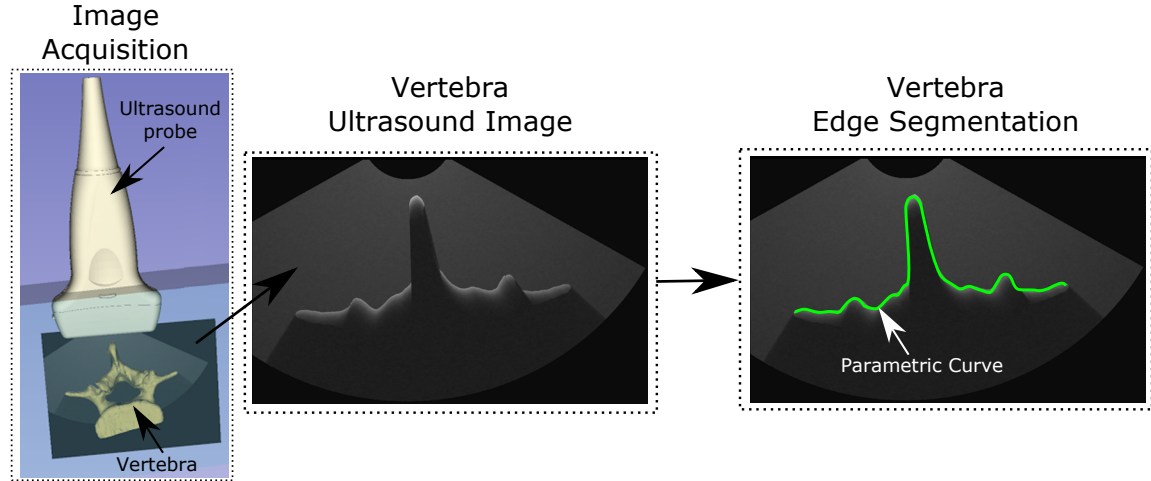 Image
Acquisition
Ultrasound
probe
Vertebra
Vertebra
Ultrasound Image
Vertebra
Edge Segmentation
Parametric Curve